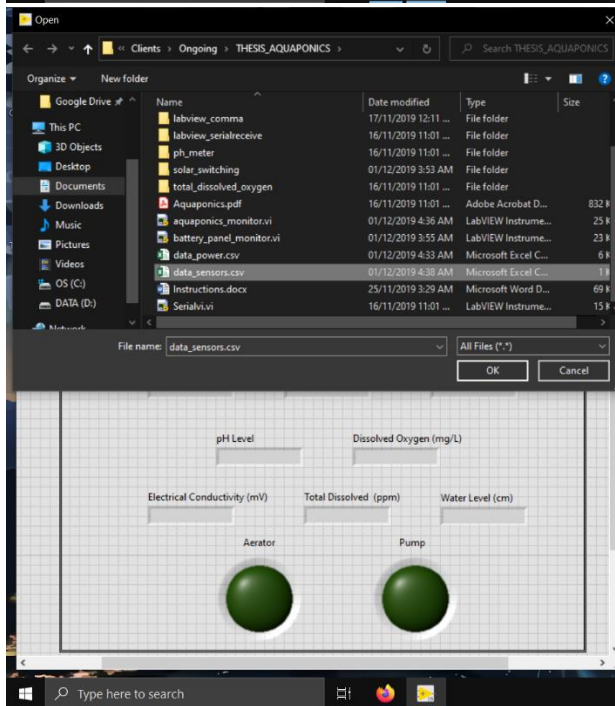 Open
« Clients › Ongoing › THESIS_AQUAPONICS ›
Search THESIS_AQUAPONICS
Organize
New folder
Name Date modified Type Size
Google Drive
This PC
3D Objects
Desktop
Documents
Downloads
Music
Pictures
Videos
OS (C:)
DATA (D:)
Network
labview_comma 17/11/2019 12:11 ... File folder
labview_serialreceive 16/11/2019 11:01 ... File folder
ph_meter 16/11/2019 11:01 ... File folder
solar_switching 01/12/2019 3:53 AM File folder
total_dissolved_oxygen 16/11/2019 11:01 ... File folder
Aquaponics.pdf 16/11/2019 11:01 ... Adobe Acrobat D... 832 K
aquaponics_monitor.vi 01/12/2019 4:36 AM LabVIEW Instrume... 25 K
battery_panel_monitor.vi 01/12/2019 3:55 AM LabVIEW Instrume... 23 K
data_power.csv 01/12/2019 4:33 AM Microsoft Excel C... 6 K
data_sensors.csv 01/12/2019 4:38 AM Microsoft Excel C... 1 K
Instructions.docx 25/11/2019 3:29 AM Microsoft Word D... 69 K
Serialvi.vi 16/11/2019 11:01 ... LabVIEW Instrume... 15 K
File name: data_sensors.csv All Files (*.*)
OK Cancel
pH Level Dissolved Oxygen (mg/L)
Electrical Conductivity (mV) Total Dissolved (ppm) Water Level (cm)
Aerator Pump
Type here to search